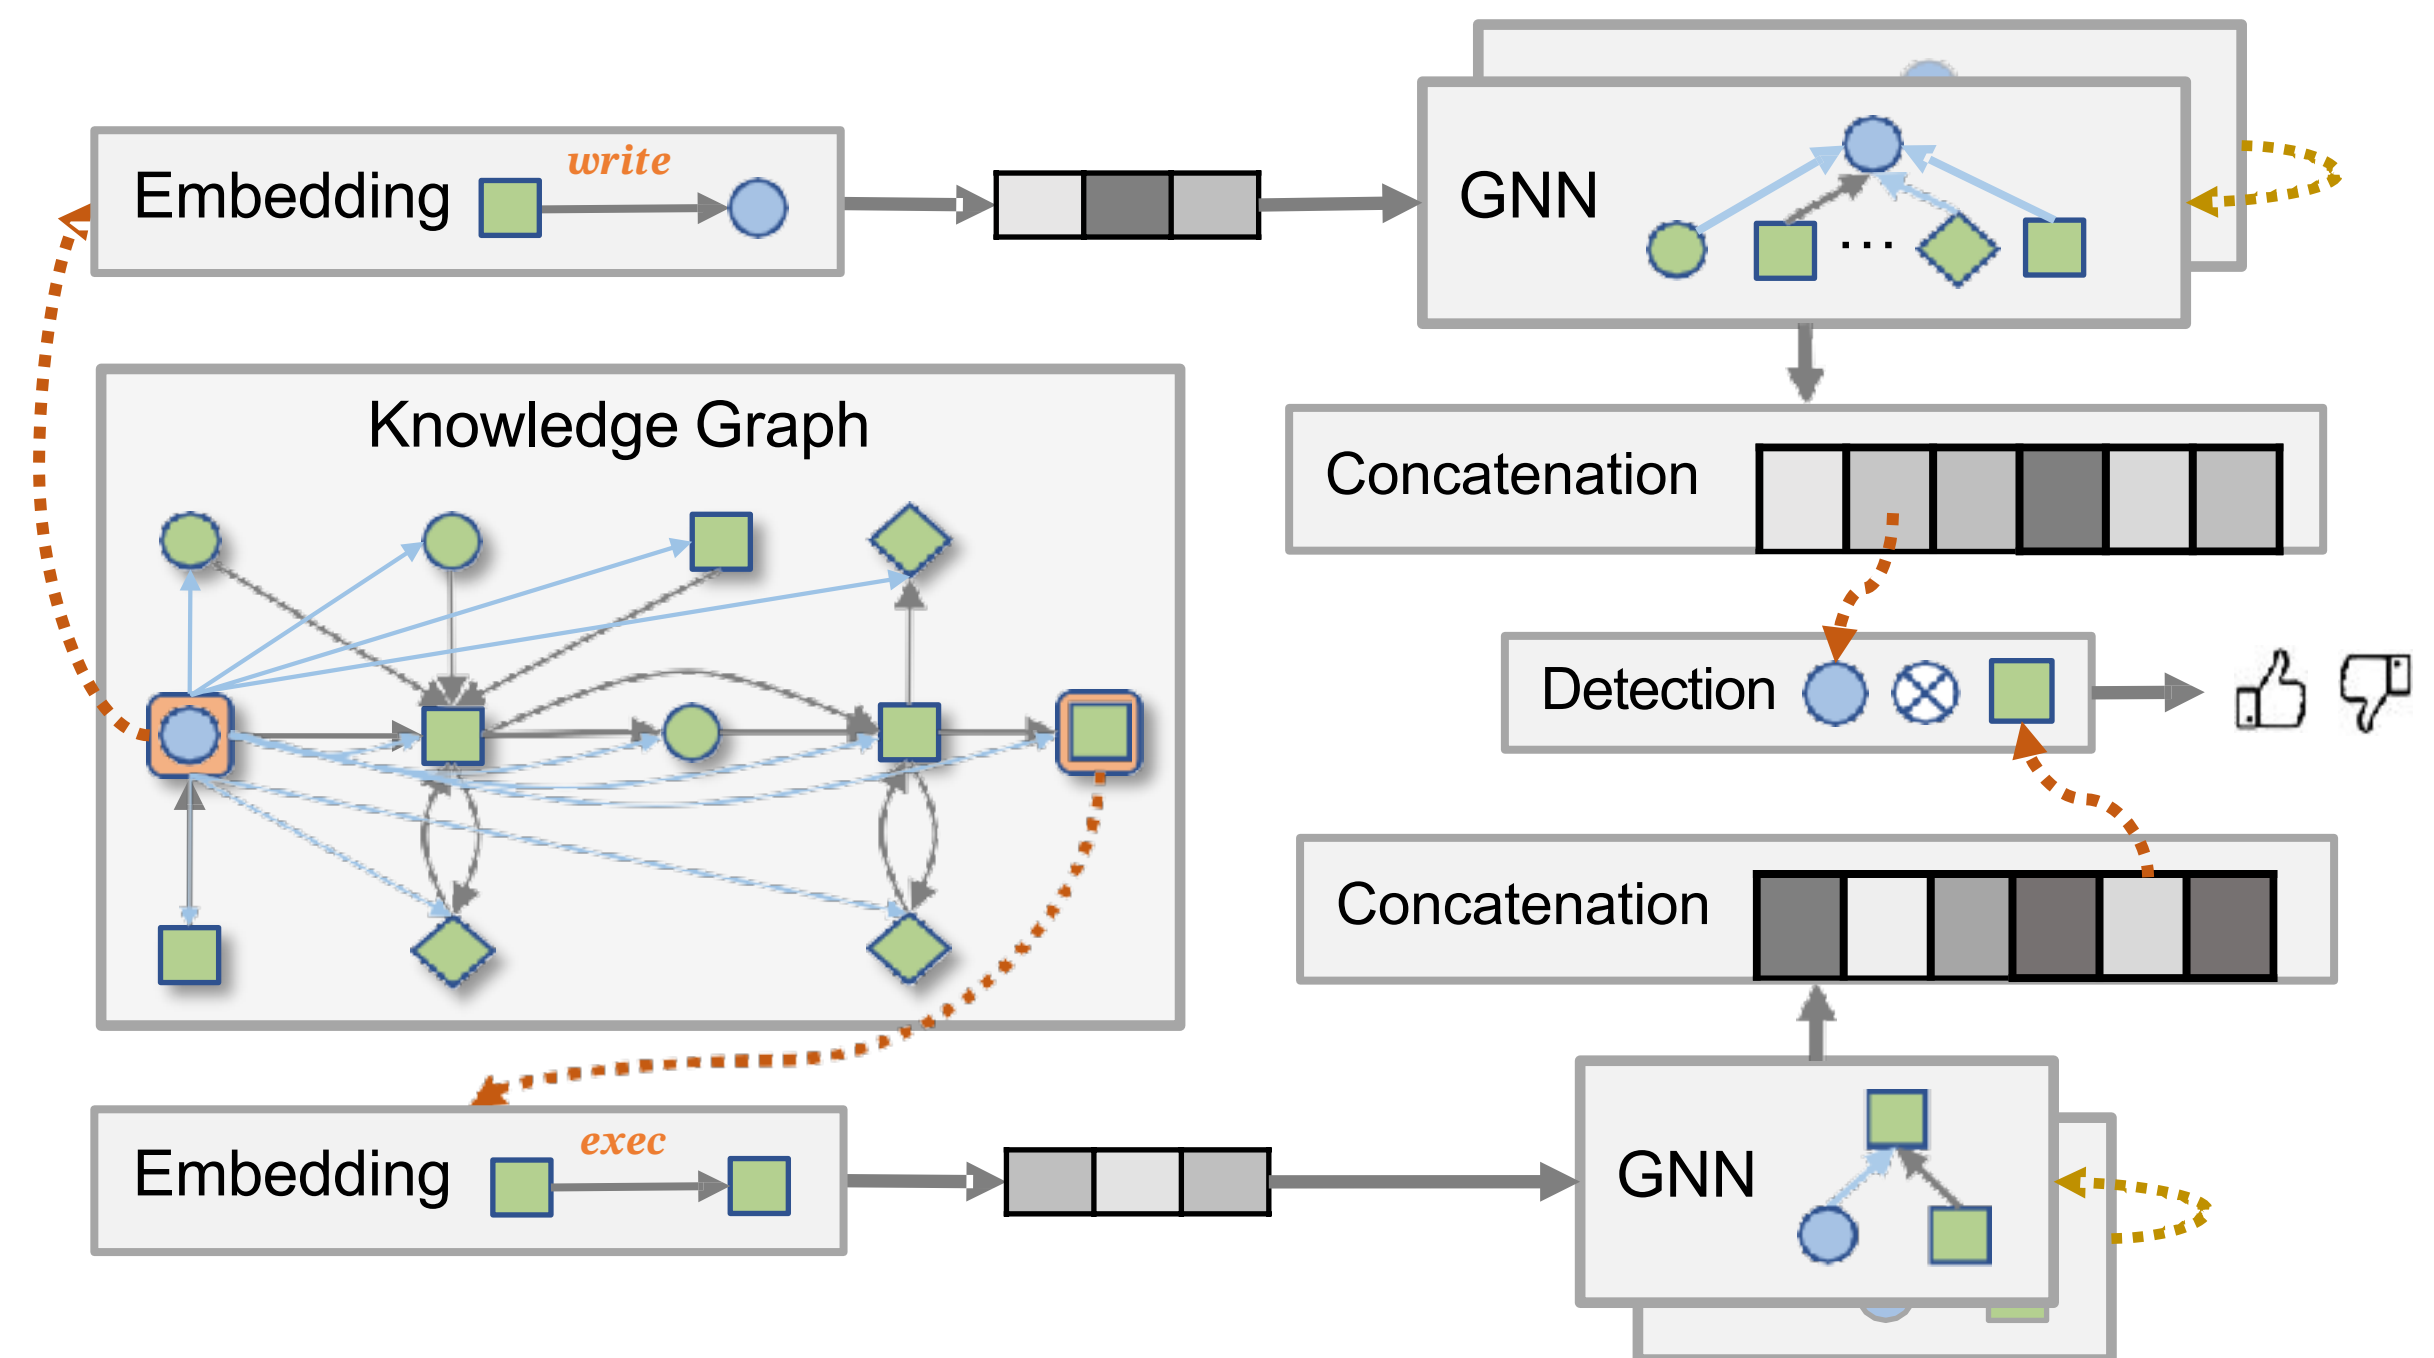 write
Embedding
GNN
...
Knowledge Graph
Concatenation
Detection
Concatenation
exec
Embedding
GNN